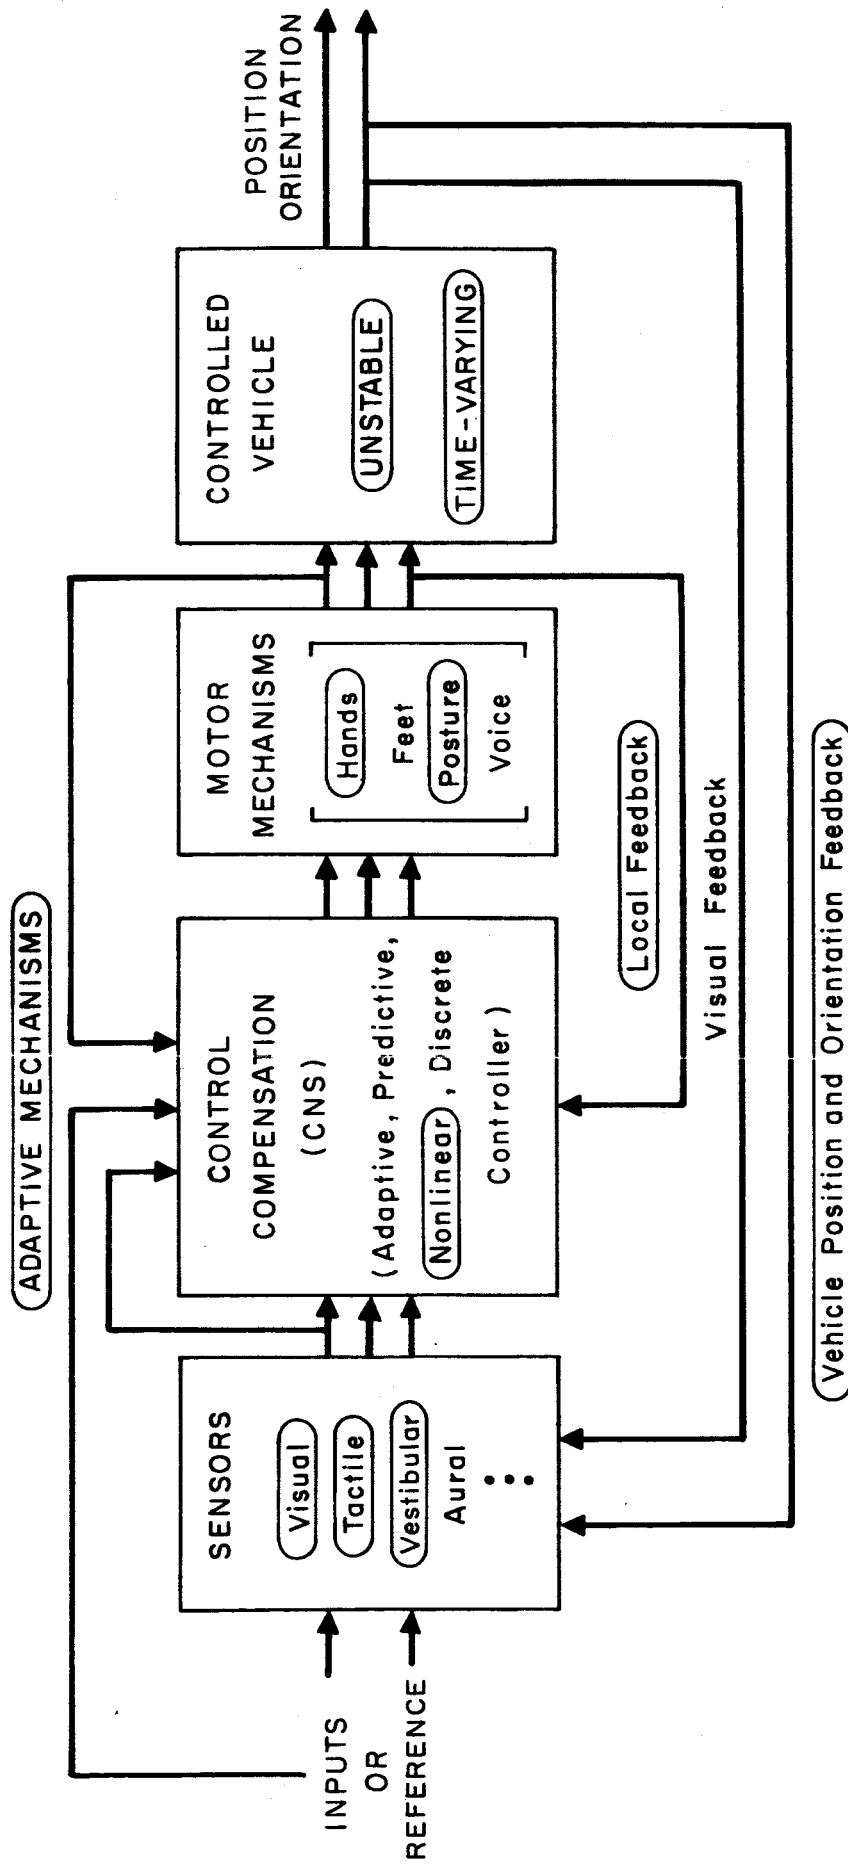 ADAPTIVE MECHANISMS
INPUTS
OR
REFERENCE
SENSORS
Visual
Tactile
Vestibular
Aural
CONTROL
COMPENSATION
(CNS)
(Adaptive, Predictive,
Nonlinear, Discrete
Controller)
MOTOR
MECHANISMS
Hands
Feet
Posture
Voice
CONTROLLED
VEHICLE
UNSTABLE
TIME-VARYING
POSITION
ORIENTATION
Local Feedback
Visual Feedback
Vehicle Position and Orientation Feedback